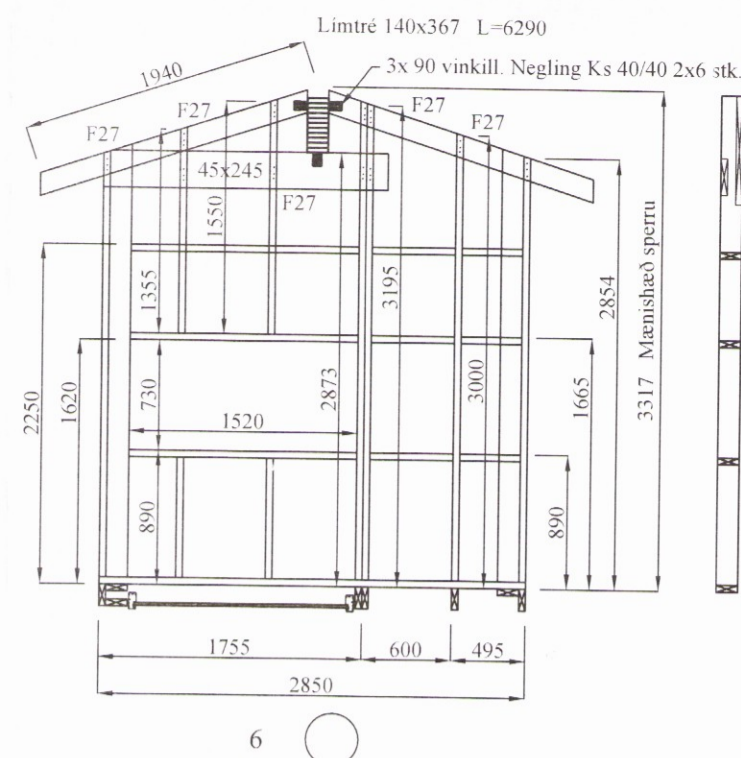 Límtré 140x367 L=6290
3x 90 vinkill. Negling Ks 40/40 2x6 stk.
1940
F27
F27
F27
F27
45x245
F27
1550
1355
3195
2873
3000
2854
3317 Mænishæð sperru
2250
1620
730
1520
1665
890
890
1755
600
495
2850
6